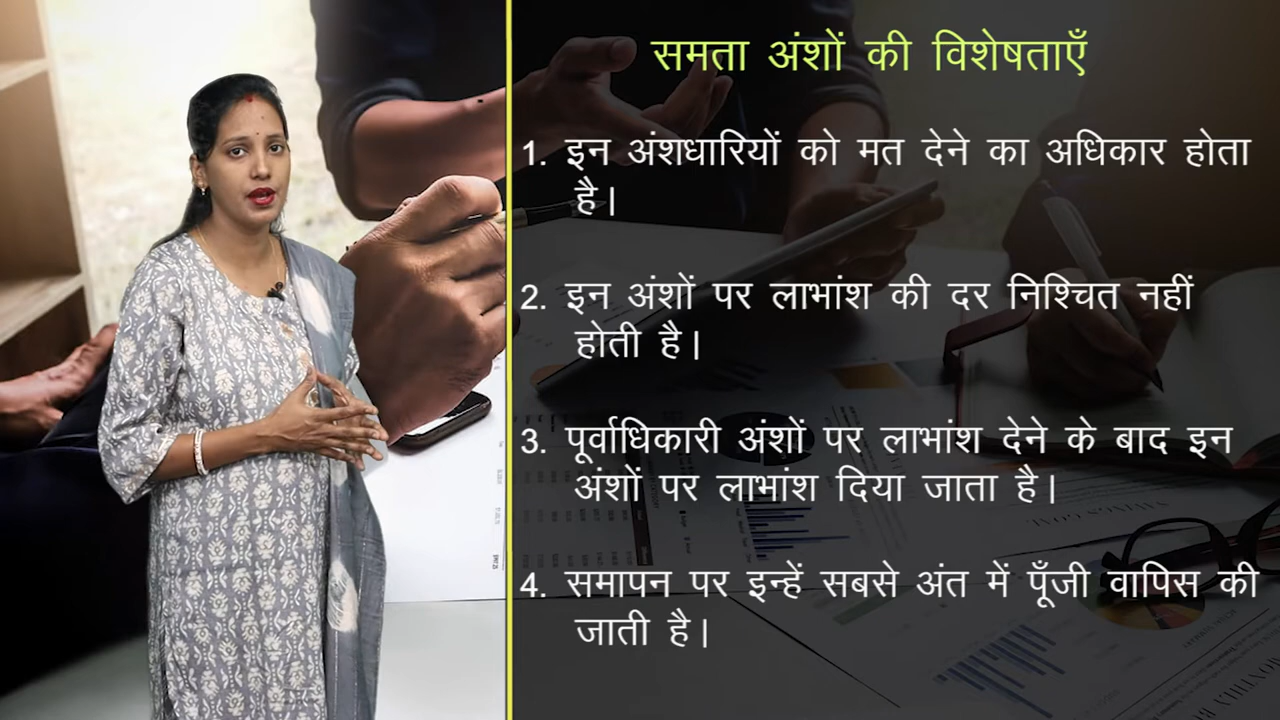 समता अंशों की विशेषताएँ
1. इन अंशधारियों को मत देने का अधिकार होता
है।
2. इन अंशों पर लाभांश की दर निश्चित नहीं
होती है।
3. पूर्वाधिकारी अंशों पर लाभांश देने के बाद इन
अंशों पर लाभांश दिया जाता है।
4. समापन पर इन्हें सबसे अंत में पूँजी वापिस की
जाती है।